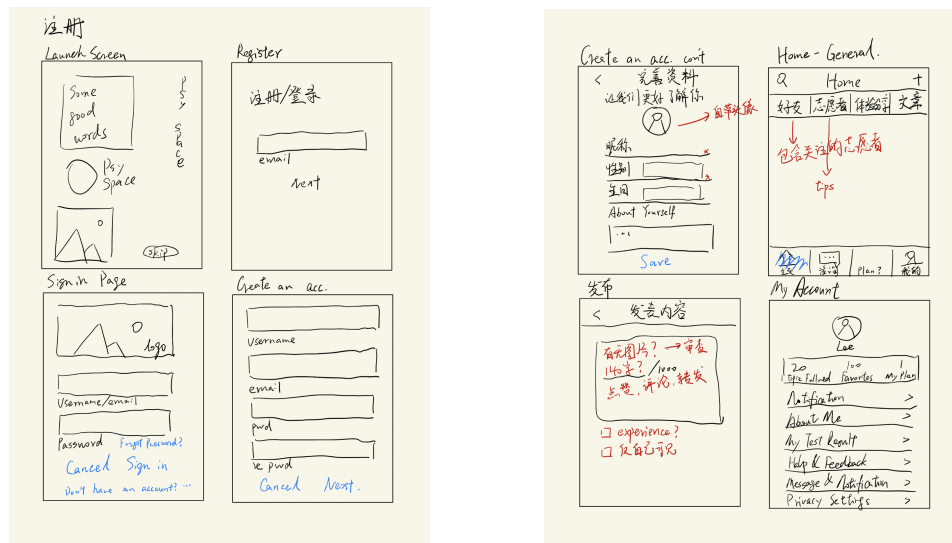 注册
Launch Screen
Some
good
words
Psy
Space
PSY
SPACE
skip
Register
注册/登录
email
Next
Sign in Page
logo
Username/email
Password
Forgot Password?
Cancel Sign in
Don't have an account? ...
Create an acc.
Username
email
pwd
re pwd
Cancel Next.
Create an acc. con't
< 完善资料
让我们更好了解你
自带头像
昵称 *
性别 *
生日
About Yourself
...
Save
Home - General.
Home +
好友 | 志愿者 | 体验分享 | 文章
包含关注的志愿者
tips
Plan?
我的
发布
< 发表内容
有无图片? → 审查
140字? /1000
点赞, 评论, 转发
experience?
仅自己可见
My Account
Lee
20 100 1
Topic Followed Favorites My Plan
Notification >
About Me >
My Test Result >
Help & Feedback >
Message & Notification >
Privacy Settings >